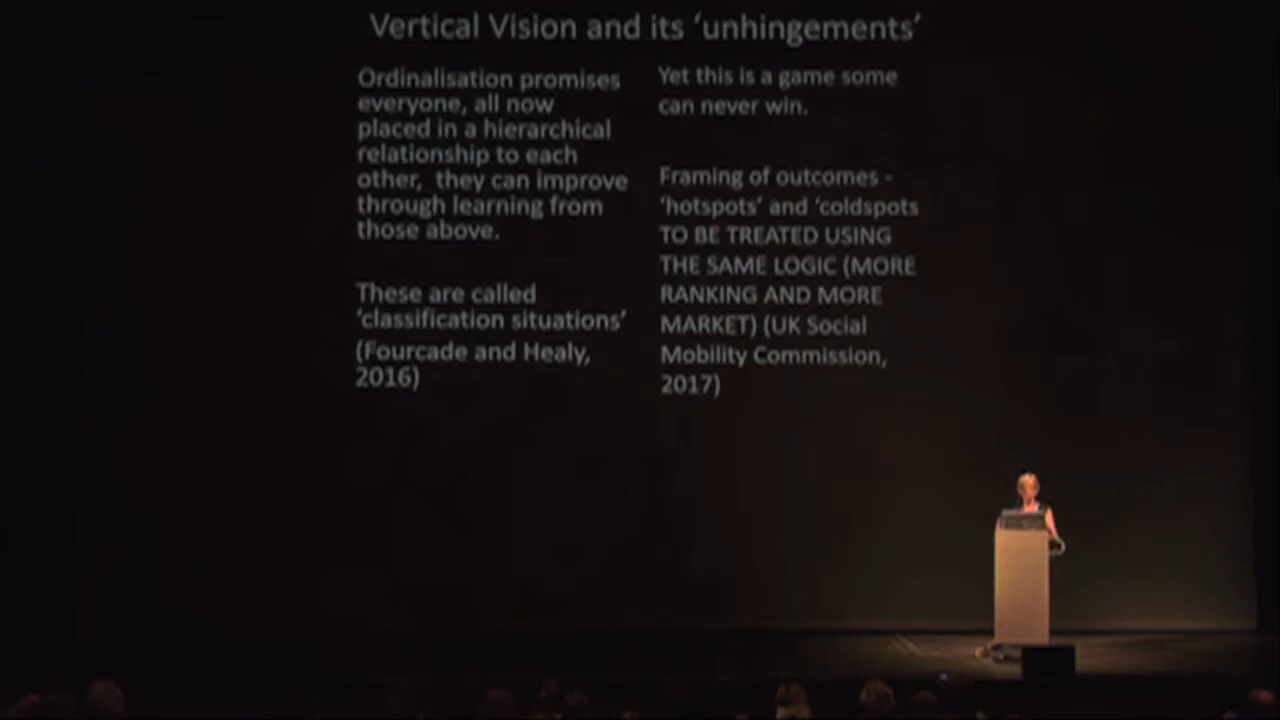 Vertical Vision and its ‘unhingements’
Ordinalisation promises
everyone, all now
placed in a hierarchical
relationship to each
other,  they can improve
through learning from
those above.
These are called
‘classification situations’
(Fourcade and Healy,
2016)
Yet this is a game some
can never win.
Framing of outcomes -
‘hotspots’ and ‘coldspots
TO BE TREATED USING
THE SAME LOGIC (MORE
RANKING AND MORE
MARKET) (UK Social
Mobility Commission,
2017)